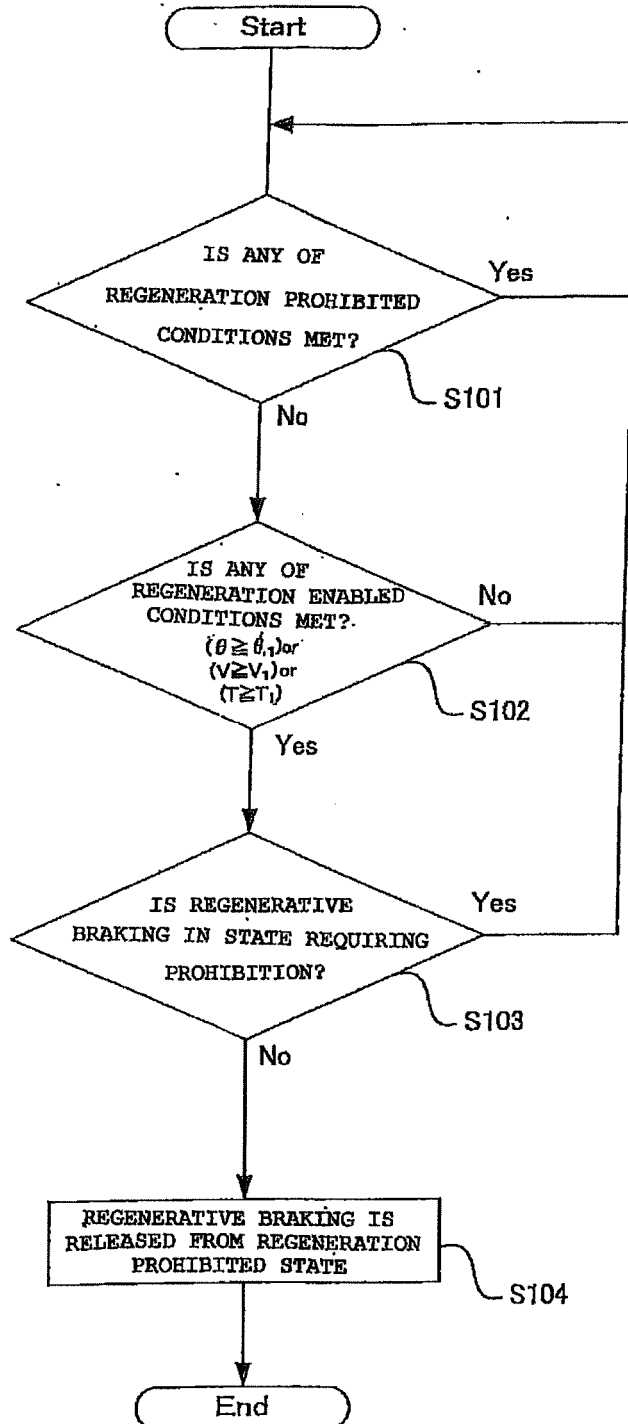 Start
IS ANY OF
REGENERATION PROHIBITED
CONDITIONS MET?
Yes
S101
No
IS ANY OF
REGENERATION ENABLED
CONDITIONS MET?
(θ≧θ1)or
(V≧V1)or
(T≧T1)
No
S102
Yes
IS REGENERATIVE
BRAKING IN STATE REQUIRING
PROHIBITION?
Yes
S103
No
REGENERATIVE BRAKING IS
RELEASED FROM REGENERATION
PROHIBITED STATE
S104
End